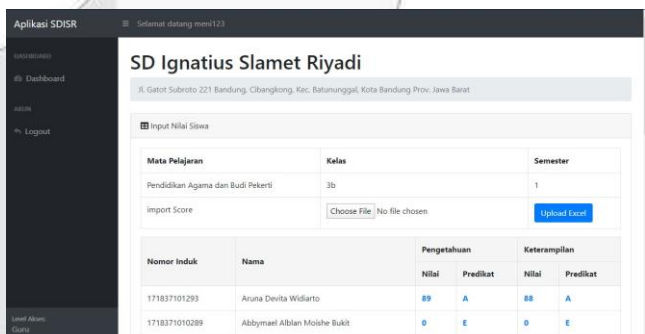 Aplikasi SDISR
Selamat datang meni123
DASHBOARD
Dashboard
AKUN
Logout
Level Akses:
Guru
SD Ignatius Slamet Riyadi
Jl. Gatot Subroto 221 Bandung, Cibangkong, Kec. Batununggal, Kota Bandung Prov. Jawa Barat
Input Nilai Siswa
Mata Pelajaran Kelas Semester
Pendidikan Agama dan Budi Pekerti 3b 1
import Score Choose File No file chosen Upload Excel
Nomor Induk Nama Pengetahuan Keterampilan
Nilai Predikat Nilai Predikat
171837101293 Aruna Devita Widiarto 89 A 88 A
171837010289 Abbymael Alblan Moishe Bukit 0 E 0 E